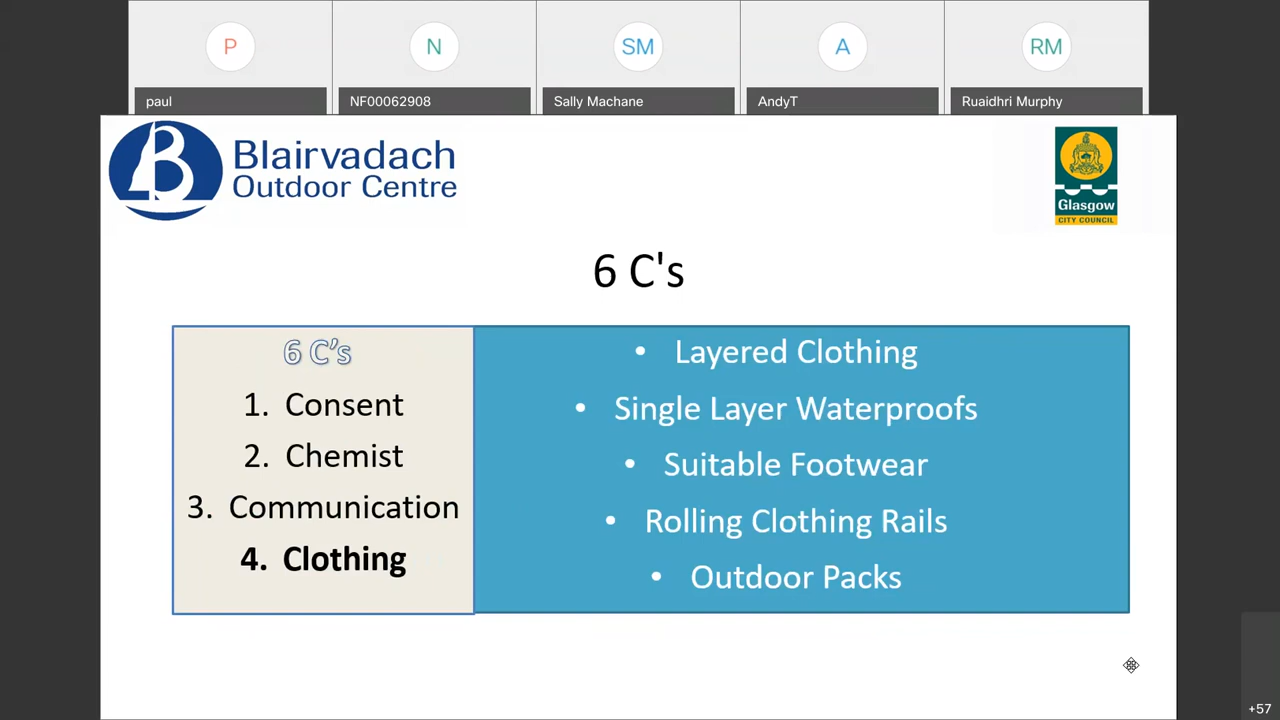 P
N
SM
A
RM
paul
NF00062908
Sally Machane
AndyT
Ruaidhri Murphy
B
Blairvadach
Outdoor Centre
Glasgow
CITY COUNCIL
6 C's
6 C’s
1. Consent
2. Chemist
3. Communication
4. Clothing
• Layered Clothing
• Single Layer Waterproofs
• Suitable Footwear
• Rolling Clothing Rails
• Outdoor Packs
+57